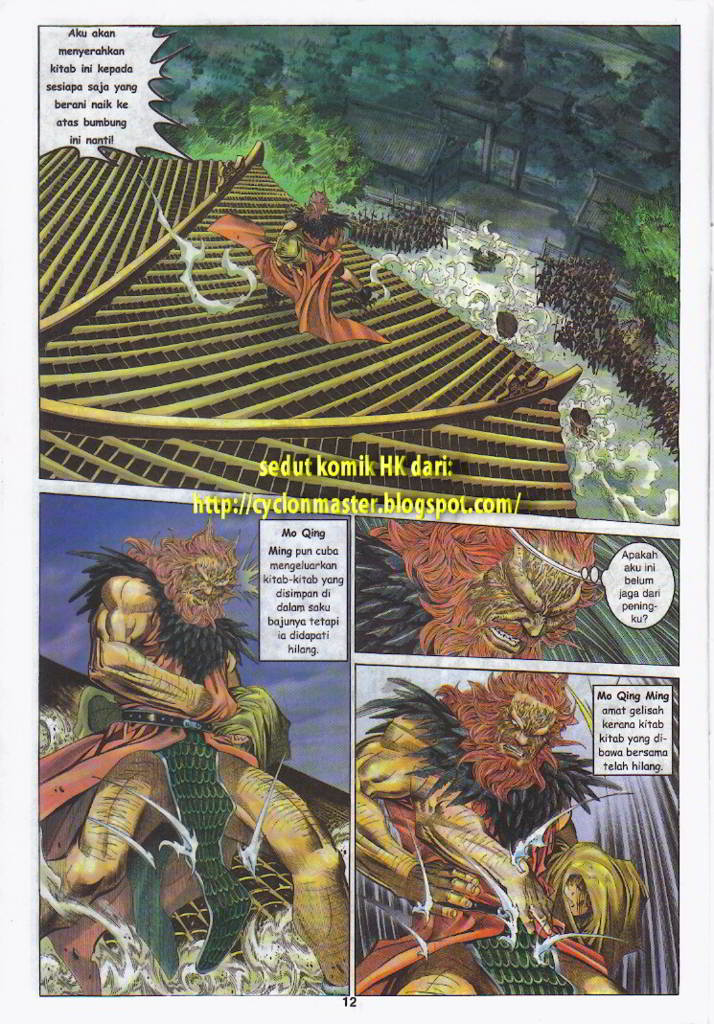 Aku akan
menyerahkan
kitab ini kepada
sesiapa saja yang
berani naik ke
atas bumbung
ini nanti!
sedut komik HK dari:
http://cyclonmaster.blogspot.com/
Mo Qing
Ming pun cuba
mengeluarkan
kitab-kitab yang
disimpan di
dalam saku
bajunya tetapi
ia didapati
hilang.
Apakah
aku ini
belum
jaga dari
pening-
ku?
Mo Qing Ming
amat gelisah
kerana kitab
kitab yang di-
bawa bersama
telah hilang.
12